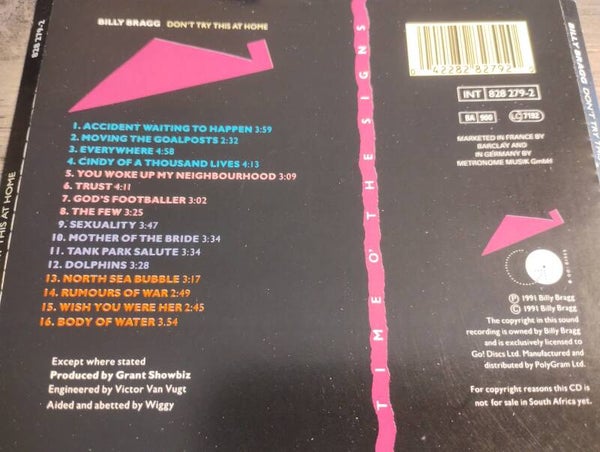 828 279-2
BILLY BRAGG DON'T TRY THIS AT HOME
1. ACCIDENT WAITING TO HAPPEN 3:59
2. MOVING THE GOALPOSTS 2:32
3. EVERYWHERE 4:58
4. CINDY OF A THOUSAND LIVES 4:13
5. YOU WOKE UP MY NEIGHBOURHOOD 3:09
6. TRUST 4:11
7. GOD'S FOOTBALLER 3:02
8. THE FEW 3:25
9. SEXUALITY 3:47
10. MOTHER OF THE BRIDE 3:34
11. TANK PARK SALUTE 3:34
12. DOLPHINS 3:28
13. NORTH SEA BUBBLE 3:17
14. RUMOURS OF WAR 2:49
15. WISH YOU WERE HER 2:45
16. BODY OF WATER 3.54
Except where stated
Produced by Grant Showbiz
Engineered by Victor Van Vugt
Aided and abetted by Wiggy
THIS AT HOME
TIME O' THE SIGNS
0 42282 82792
INT 828 279-2
BA 900
LC 7192
MARKETED IN FRANCE BY
BARCLAY AND
IN GERMANY BY
METRONOME MUSIK GmbH
go! discs
Ⓟ 1991 Billy Bragg
© 1991 Billy Bragg
The copyright in this sound
recording is owned by Billy Bragg
and is exclusively licensed to
Go! Discs Ltd. Manufactured and
distributed by PolyGram Ltd.
For copyright reasons this CD is
not for sale in South Africa yet.
BILLY BRAGG DON'T TRY